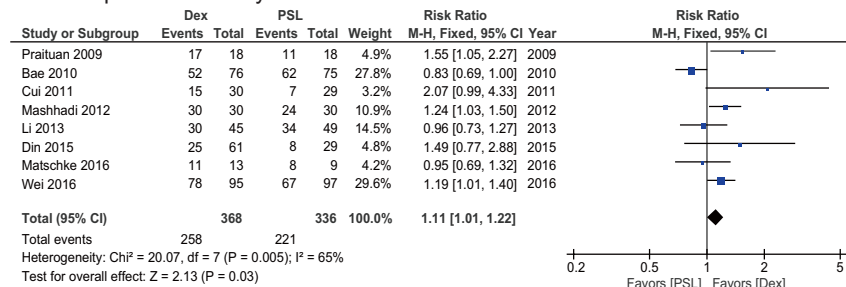 Dex PSL Risk Ratio Risk Ratio
Study or Subgroup Events Total Events Total Weight M-H, Fixed, 95% CI Year M-H, Fixed, 95% CI
Praituan 2009 17 18 11 18 4.9% 1.55 [1.05, 2.27] 2009
Bae 2010 52 76 62 75 27.8% 0.83 [0.69, 1.00] 2010
Cui 2011 15 30 7 29 3.2% 2.07 [0.99, 4.33] 2011
Mashhadi 2012 30 30 24 30 10.9% 1.24 [1.03, 1.50] 2012
Li 2013 30 45 34 49 14.5% 0.96 [0.73, 1.27] 2013
Din 2015 25 61 8 29 4.8% 1.49 [0.77, 2.88] 2015
Matschke 2016 11 13 8 9 4.2% 0.95 [0.69, 1.32] 2016
Wei 2016 78 95 67 97 29.6% 1.19 [1.01, 1.40] 2016
Total (95% CI) 368 336 100.0% 1.11 [1.01, 1.22]
Total events 258 221
Heterogeneity: Chi² = 20.07, df = 7 (P = 0.005); I² = 65%
Test for overall effect: Z = 2.13 (P = 0.03)
0.2 0.5 1 2 5
Favors [PSL] Favors [Dex]